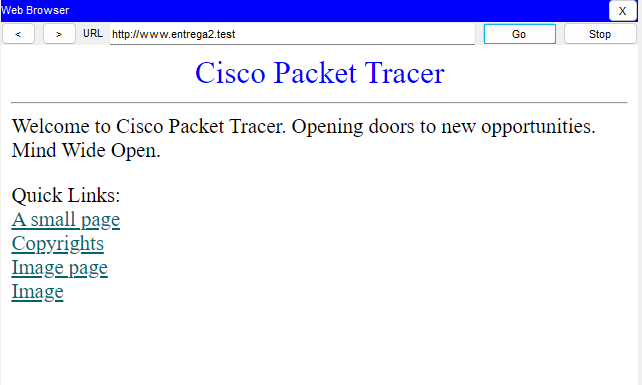 Web Browser X
< > URL http://www.entrega2.test Go Stop
Cisco Packet Tracer
Welcome to Cisco Packet Tracer. Opening doors to new opportunities.
Mind Wide Open.
Quick Links:
A small page
Copyrights
Image page
Image